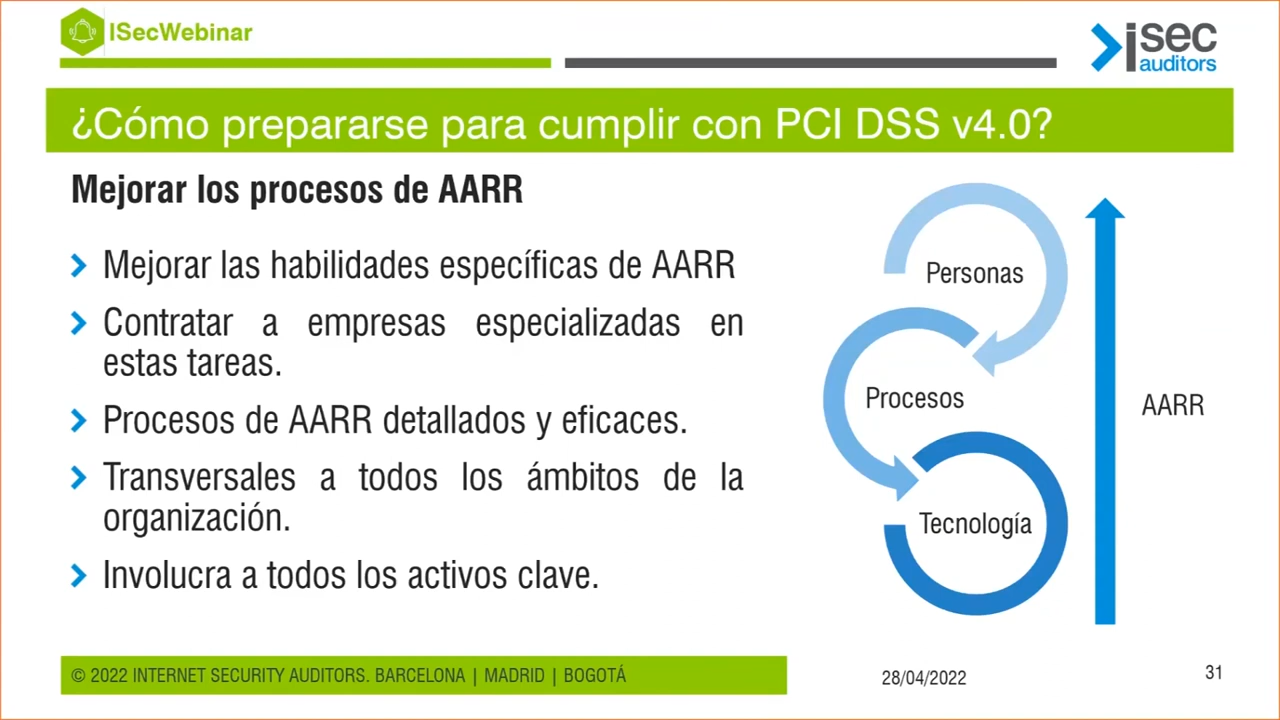 ISecWebinar
isec
auditors
¿Cómo prepararse para cumplir con PCI DSS v4.0?
Mejorar los procesos de AARR
Mejorar las habilidades específicas de AARR
Contratar a empresas especializadas en
estas tareas.
Procesos de AARR detallados y eficaces.
Transversales a todos los ámbitos de la
organización.
Involucra a todos los activos clave.
Personas
Procesos
Tecnología
AARR
© 2022 INTERNET SECURITY AUDITORS. BARCELONA | MADRID | BOGOTÁ
28/04/2022
31